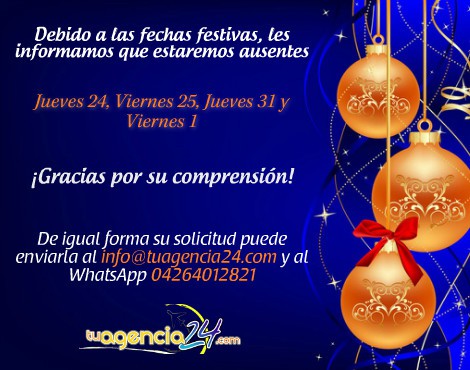 Debido a las fechas festivas, les
informamos que estaremos ausentes
Jueves 24, Viernes 25, Jueves 31 y
Viernes 1
¡Gracias por su comprensión!
De igual forma su solicitud puede
enviarla al info@tuagencia24.com y al
WhatsApp 04264012821
tuagencia24.com